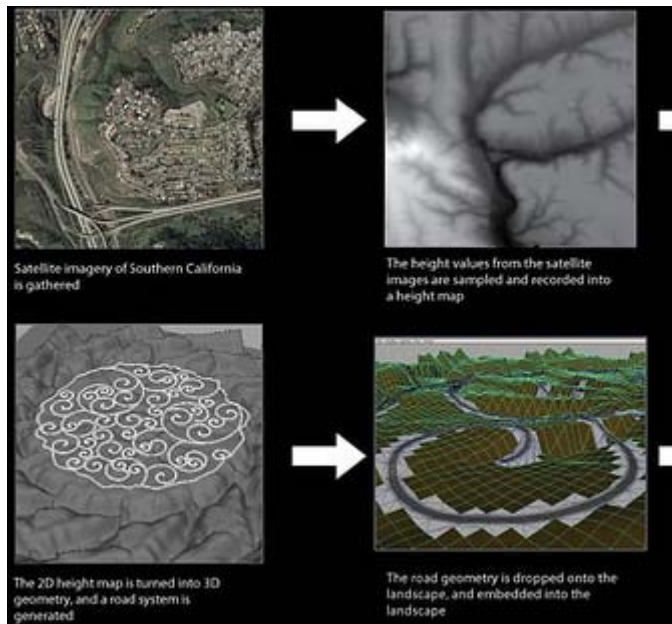 Satellite imagery of Southern California
is gathered
The height values from the satellite
images are sampled and recorded into
a height map
The 2D height map is turned into 3D
geometry, and a road system is
generated
The road geometry is dropped onto the
landscape, and embedded into the
landscape